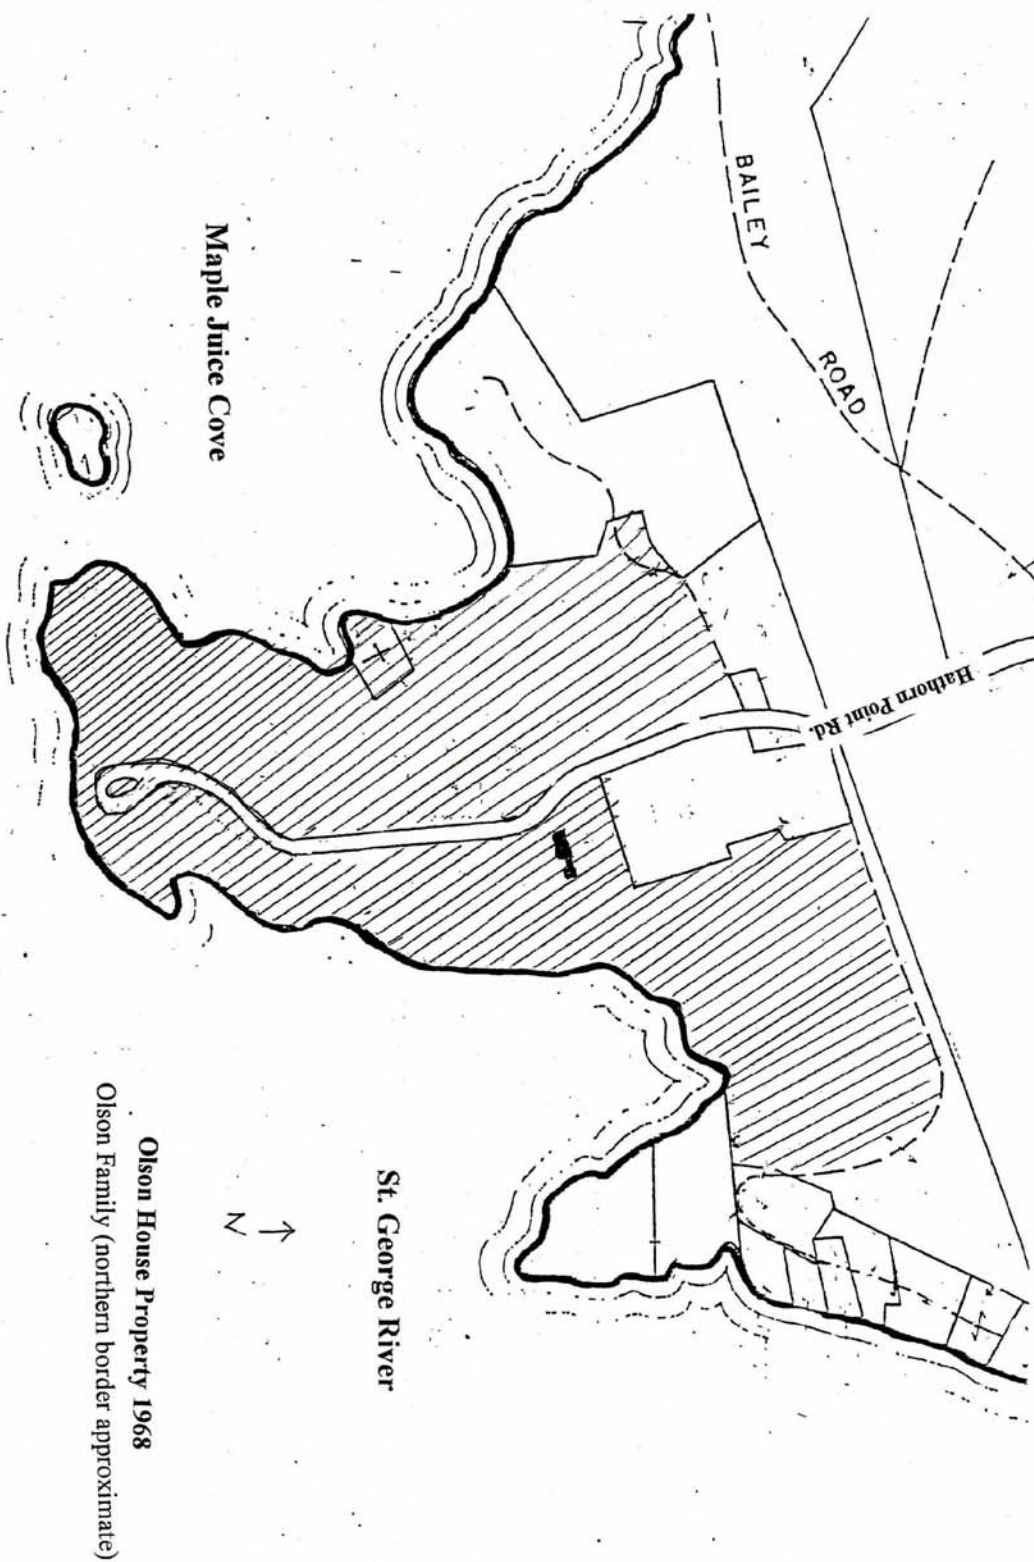 BAILEY
ROAD
Hathorn Point Rd.
Maple Juice Cove
St. George River
N
Olson House Property 1968
Olson Family (northern border approximate)